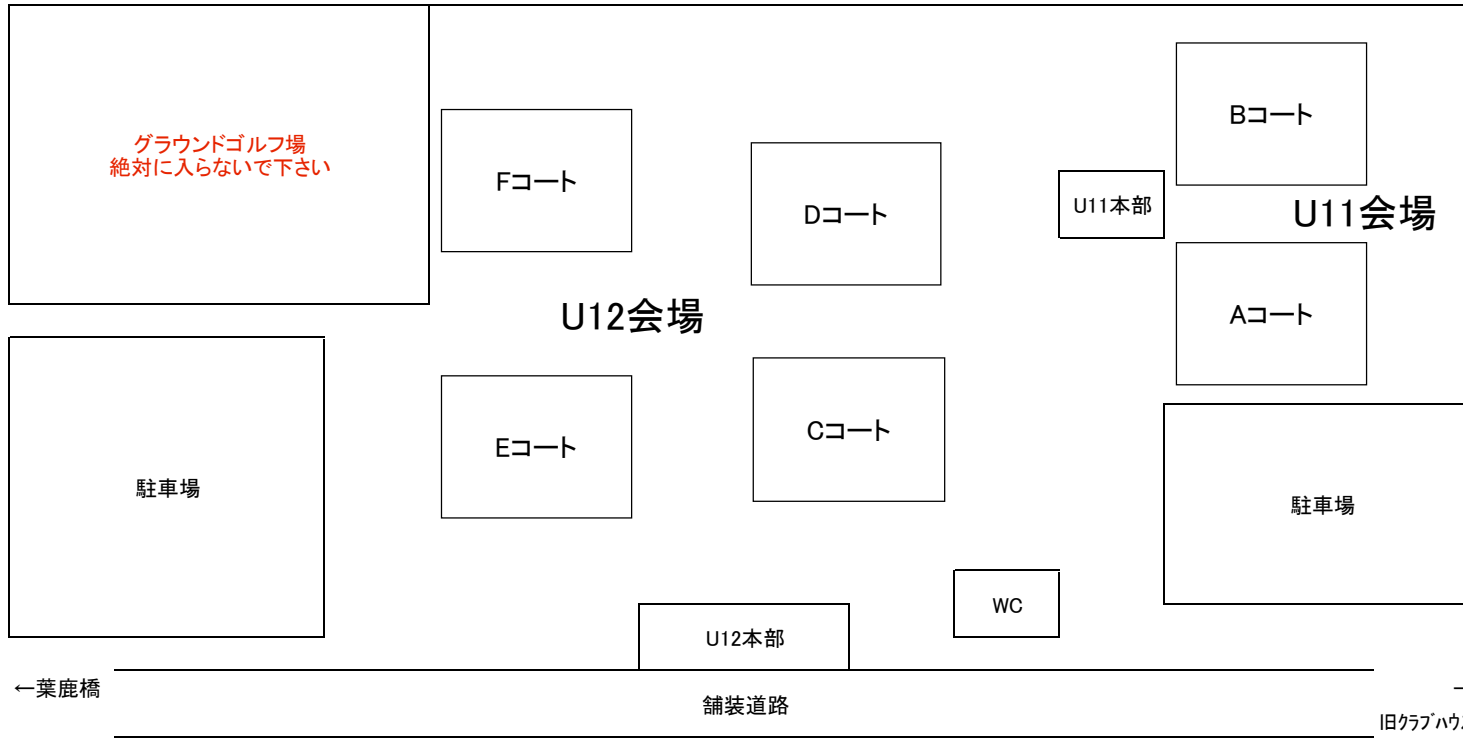 グラウンドゴルフ場
絶対に入らないで下さい
Bコート
Fコート
Dコート
U11本部
U11会場
U12会場
Aコート
Eコート
Cコート
駐車場
駐車場
WC
U12本部
←葉鹿橋
舗装道路
旧クラブハウ